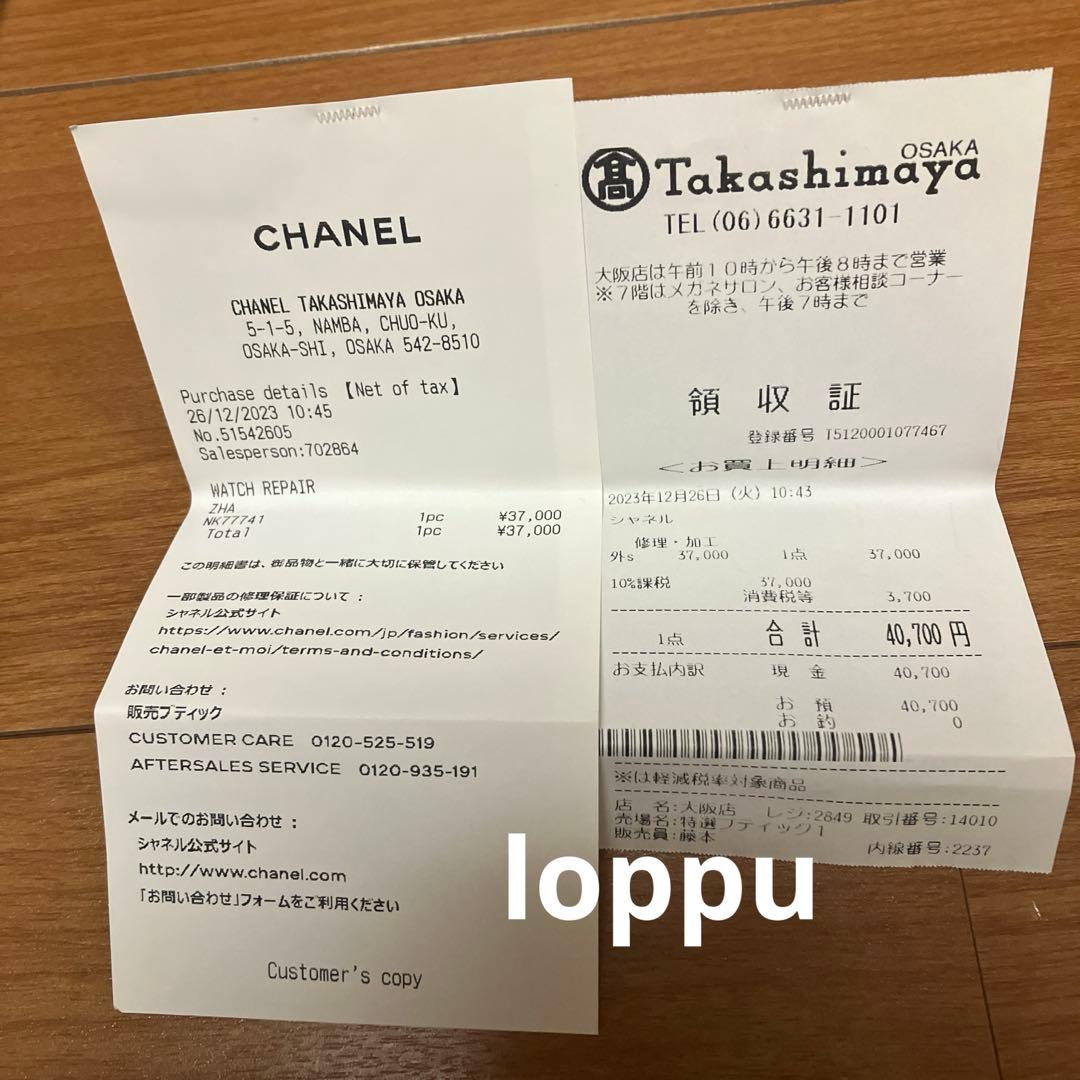 CHANEL
CHANEL TAKASHIMAYA OSAKA
5-1-5, NAMBA, CHUO-KU,
OSAKA-SHI, OSAKA 542-8510
Purchase details 【Net of tax】
26/12/2023 10:45
No.51542605
Salesperson:702864
WATCH REPAIR
ZHA
NK77741 1pc ¥37,000
Total 1pc ¥37,000
この明細書は、御品物と一緒に大切に保管してください
一部製品の修理保証について：
シャネル公式サイト
https://www.chanel.com/jp/fashion/services/
chanel-et-moi/terms-and-conditions/
お問い合わせ：
販売ブティック
CUSTOMER CARE 0120-525-519
AFTERSALES SERVICE 0120-935-191
メールでのお問い合わせ：
シャネル公式サイト
http://www.chanel.com
「お問い合わせ」フォームをご利用ください
Customer's copy
髙 Takashimaya OSAKA
TEL(06)6631-1101
大阪店は午前１０時から午後８時まで営業
※７階はメガネサロン、お客様相談コーナー
を除き、午後７時まで
領収証
登録番号 T5120001077467
＜お買上明細＞
2023年12月26日（火）10:43
シャネル
修理・加工
外s 37,000 1点 37,000
10%課税 37,000
消費税等 3,700
1点 合計 40,700円
お支払内訳 現金 40,700
お預 40,700
お釣 0
※は軽減税率対象商品
店　名:大阪店 レジ:2849 取引番号:14010
売場名:特選ブティック1
販売員:藤本 内線番号:2237
loppu